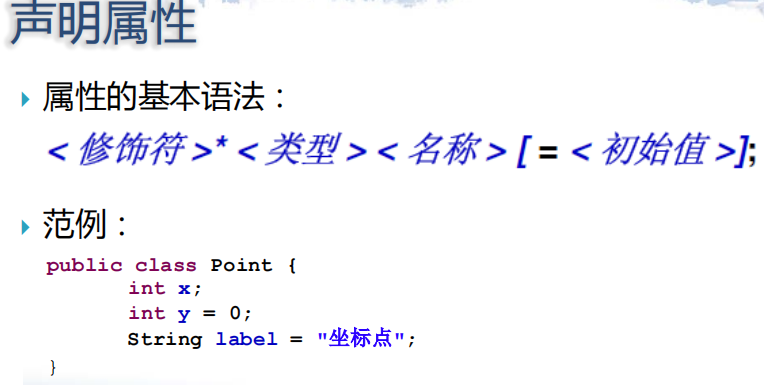 声明属性
属性的基本语法：
< 修饰符 >* < 类型 > < 名称 > [ = < 初始值 >];
范例：
public class Point {
int x;
int y = 0;
String label = "坐标点";
}